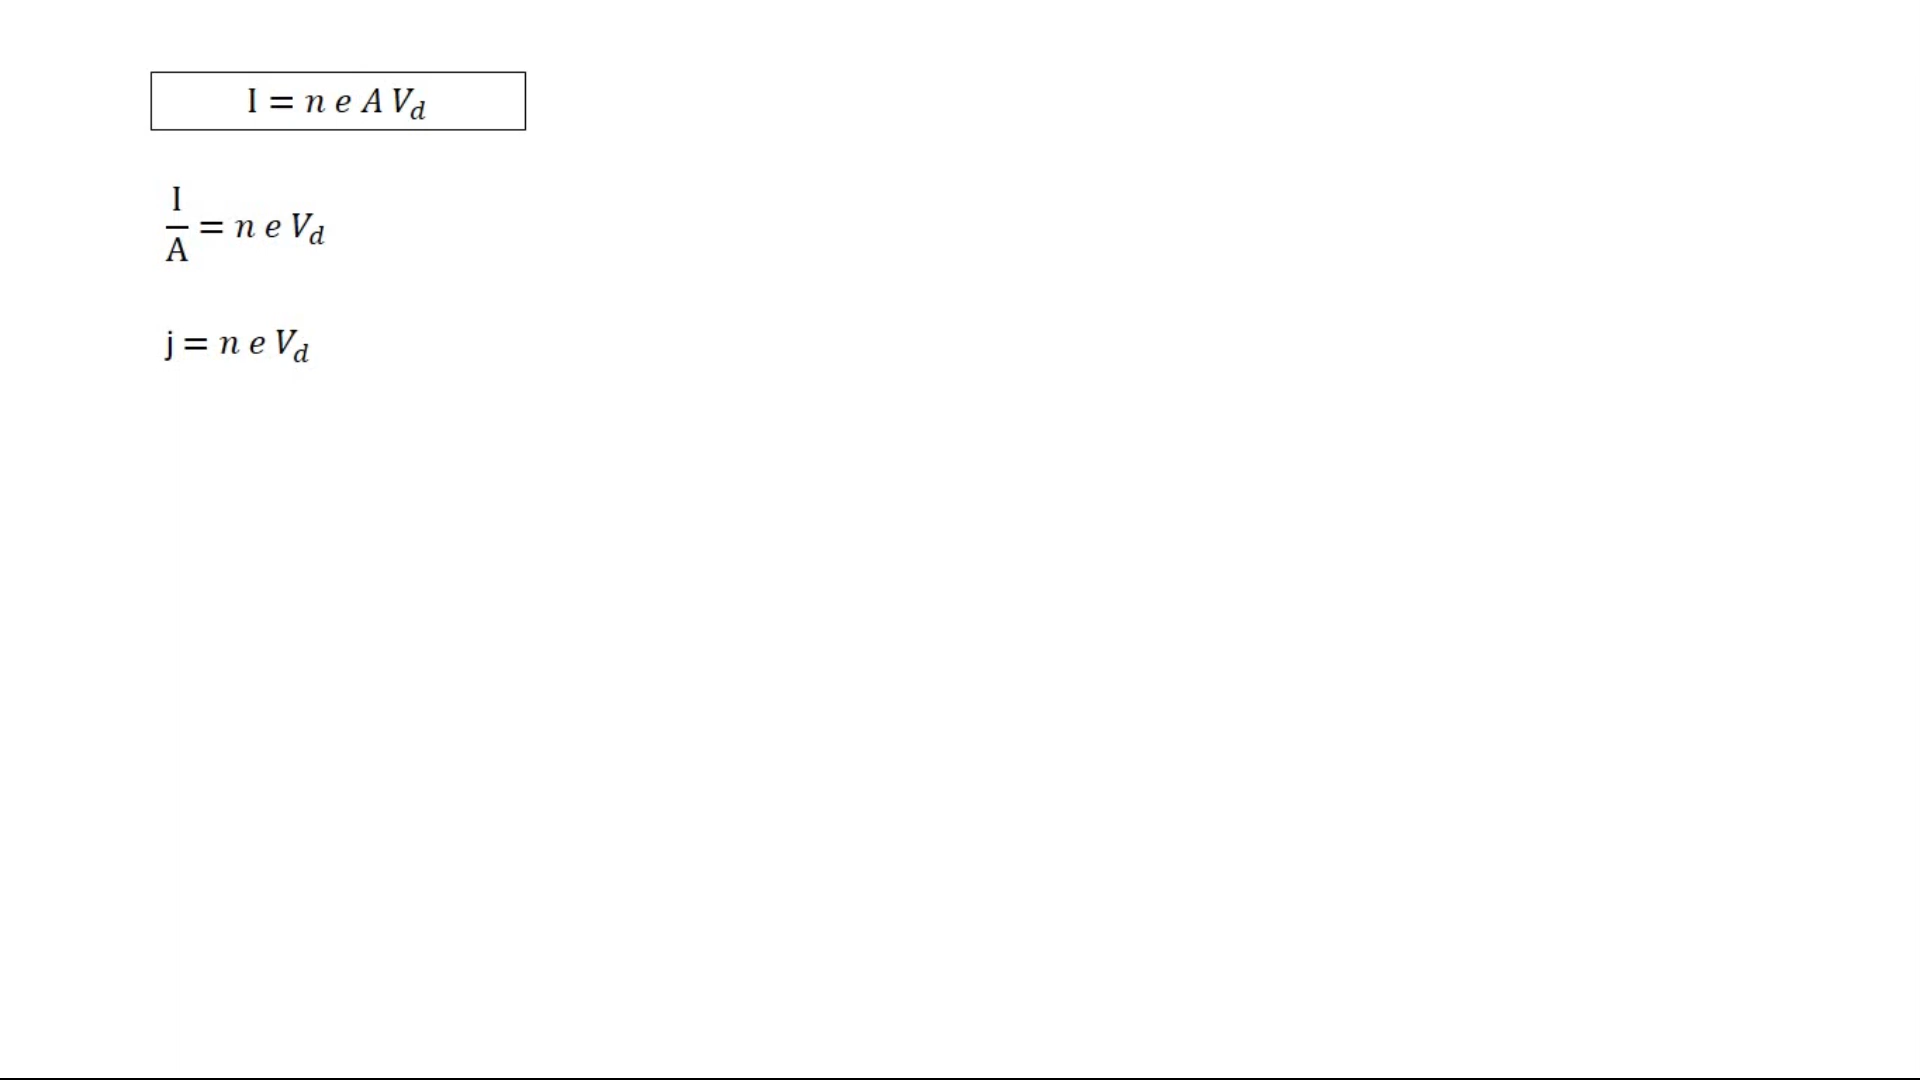 I = n e A V_d
I/A = n e V_d
j = n e V_d